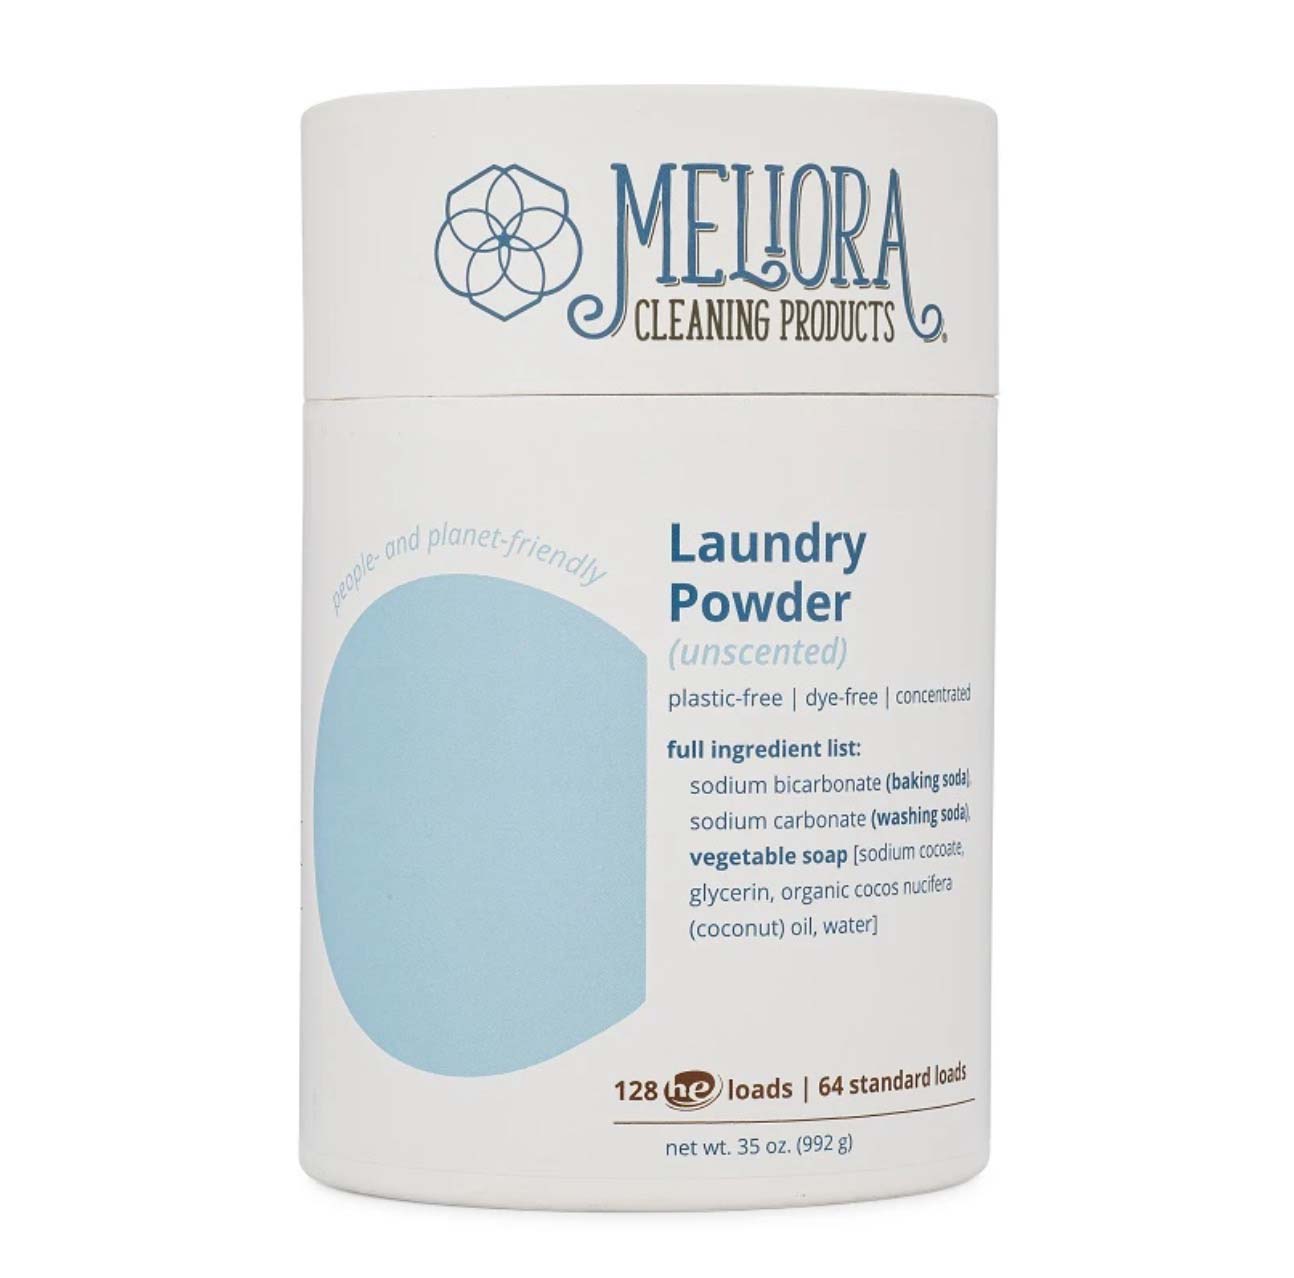 MELIORA
CLEANING PRODUCTS®
people- and planet-friendly
Laundry
Powder
(unscented)
plastic-free | dye-free | concentrated
full ingredient list:
sodium bicarbonate (baking soda),
sodium carbonate (washing soda),
vegetable soap [sodium cocoate,
glycerin, organic cocos nucifera
(coconut) oil, water]
128 he loads | 64 standard loads
net wt. 35 oz. (992 g)